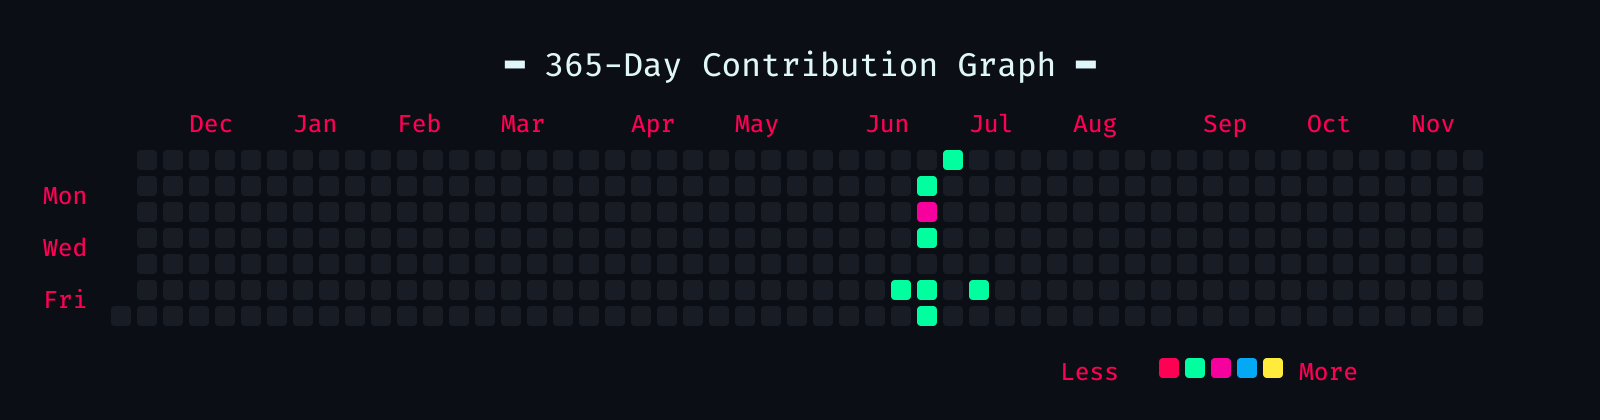 ━ 365-Day Contribution Graph ━
Dec Jan Feb Mar Apr May Jun Jul Aug Sep Oct Nov
Mon
Wed
Fri
Less More